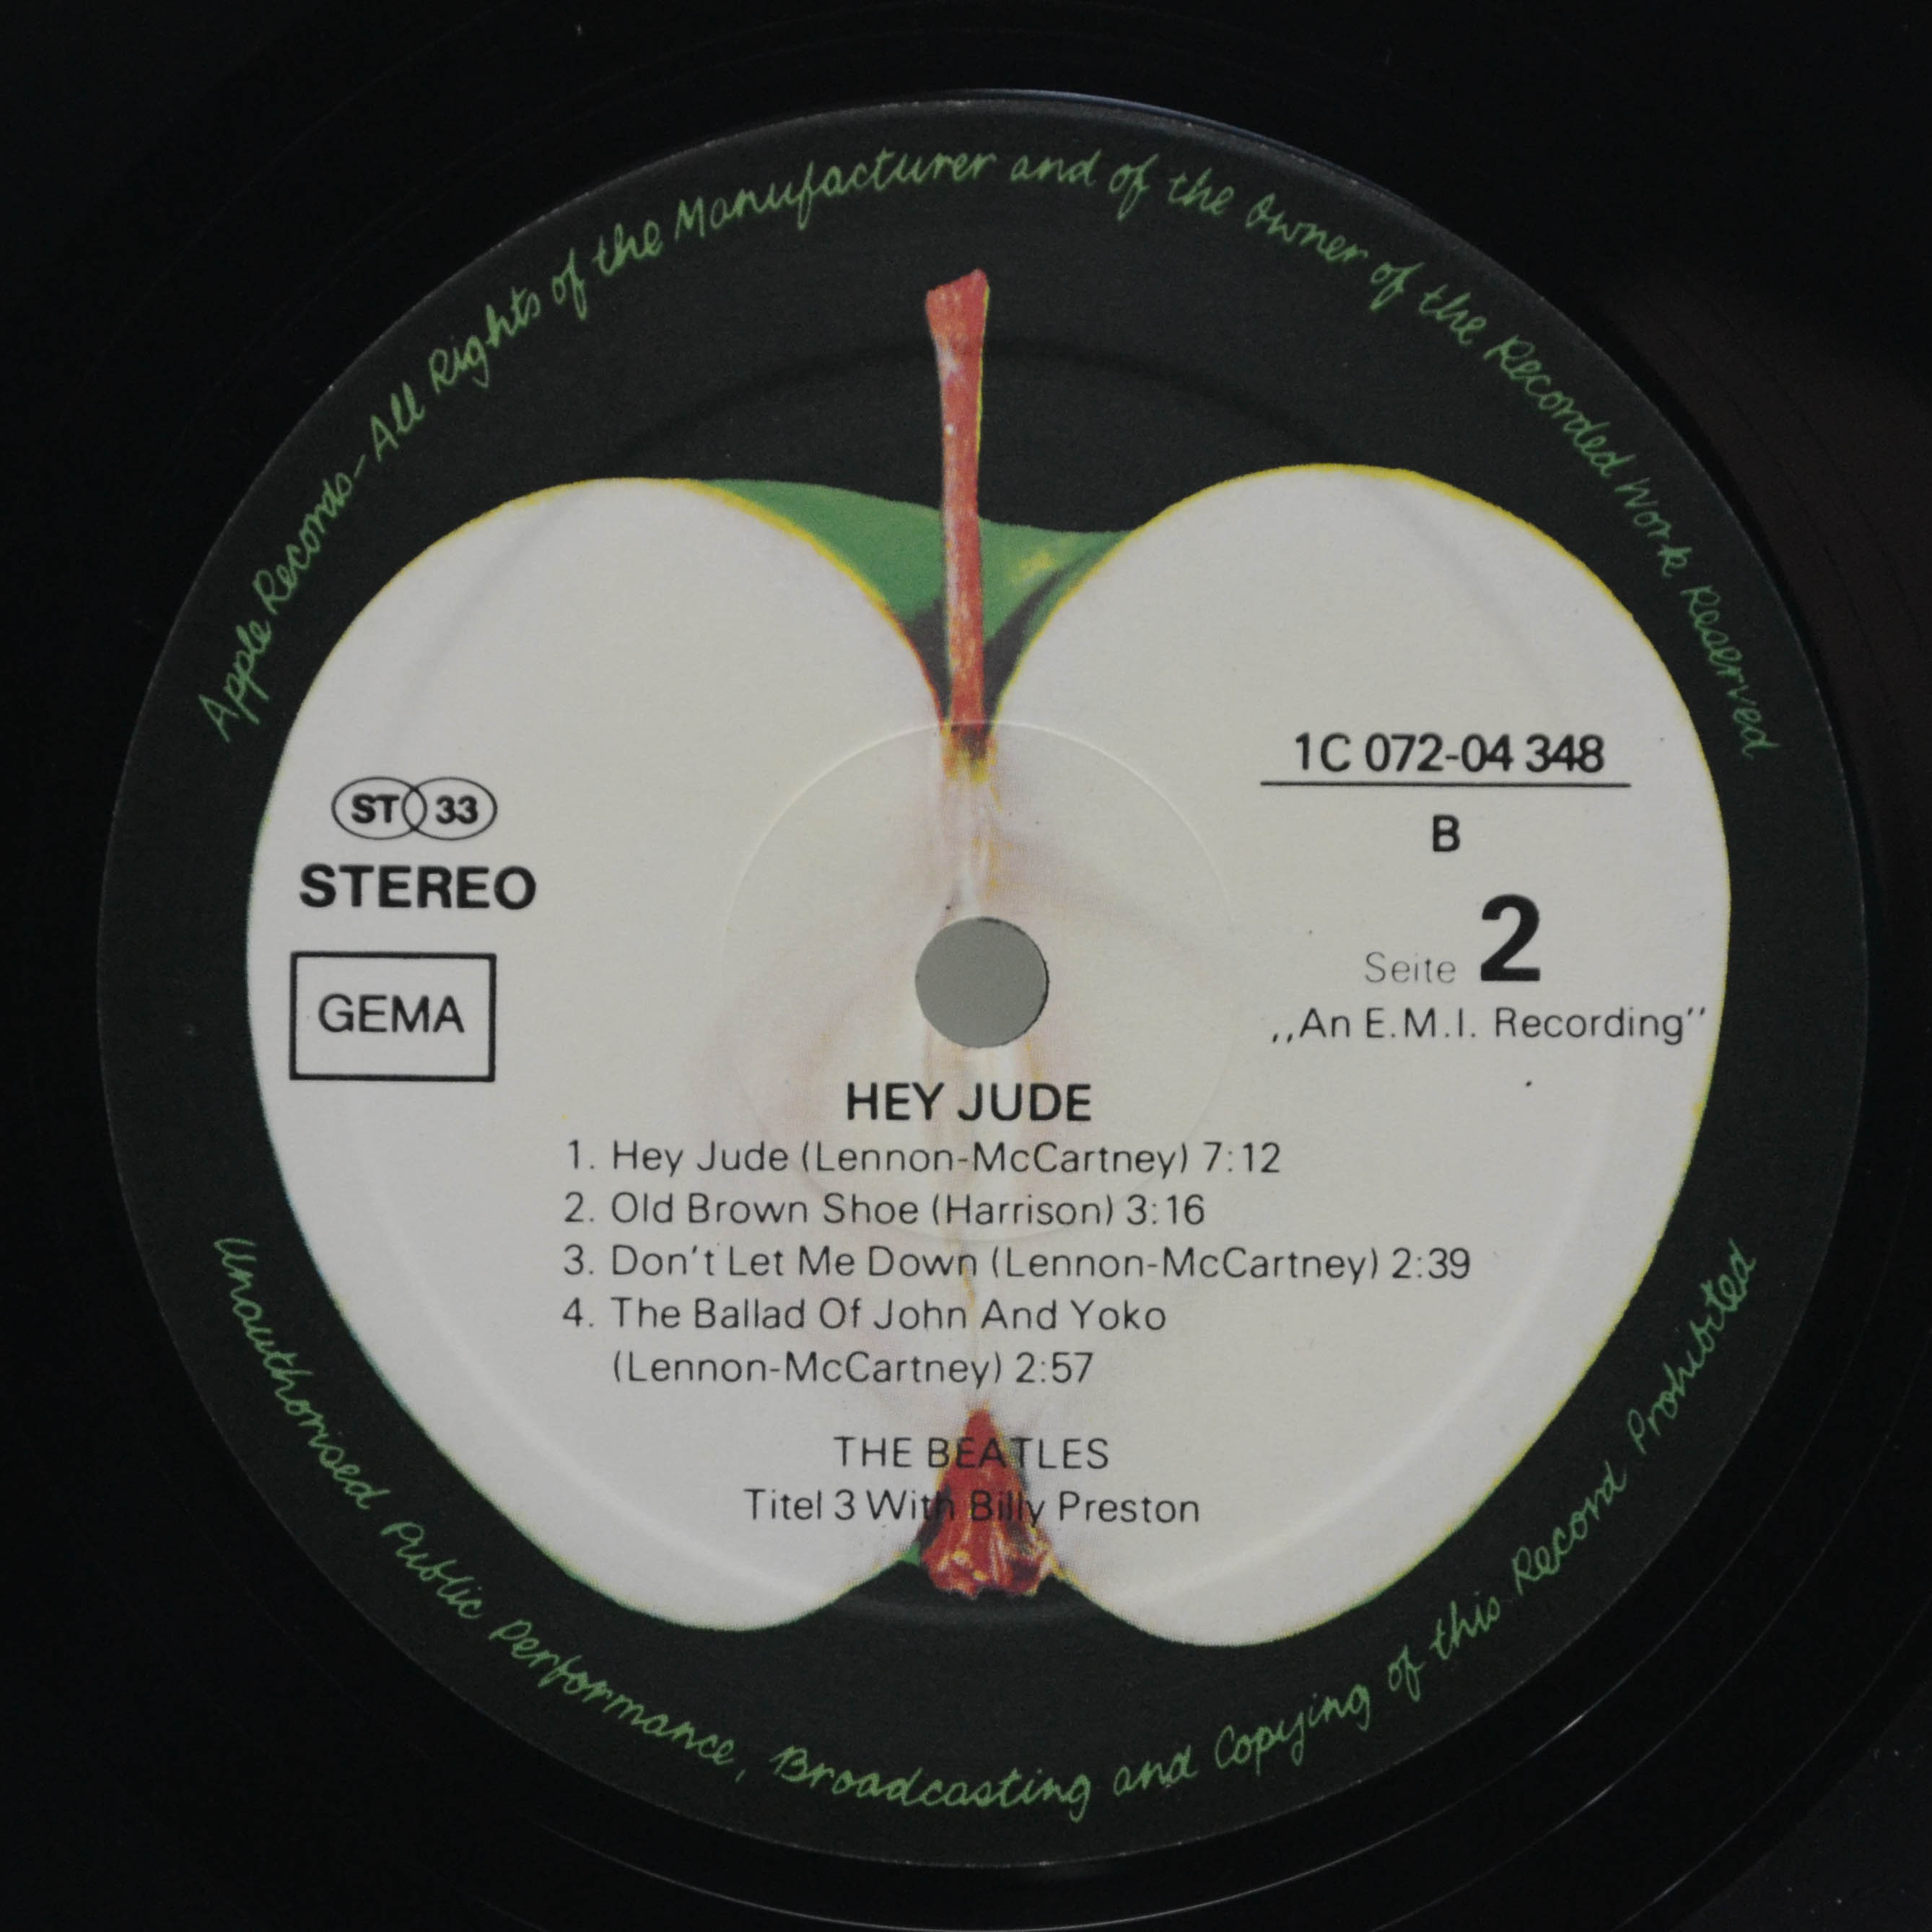 Apple Records - All Rights of the Manufacturer and of the Owner of the Recorded Work Reserved
ST 33
STEREO
GEMA
1C 072-04 348
B
Seite 2
,,An E.M.I. Recording''
HEY JUDE
1. Hey Jude (Lennon-McCartney) 7:12
2. Old Brown Shoe (Harrison) 3:16
3. Don't Let Me Down (Lennon-McCartney) 2:39
4. The Ballad Of John And Yoko
(Lennon-McCartney) 2:57
THE BEATLES
Titel 3 With Billy Preston
Unauthorised Public Performance, Broadcasting and Copying of this Record Prohibited